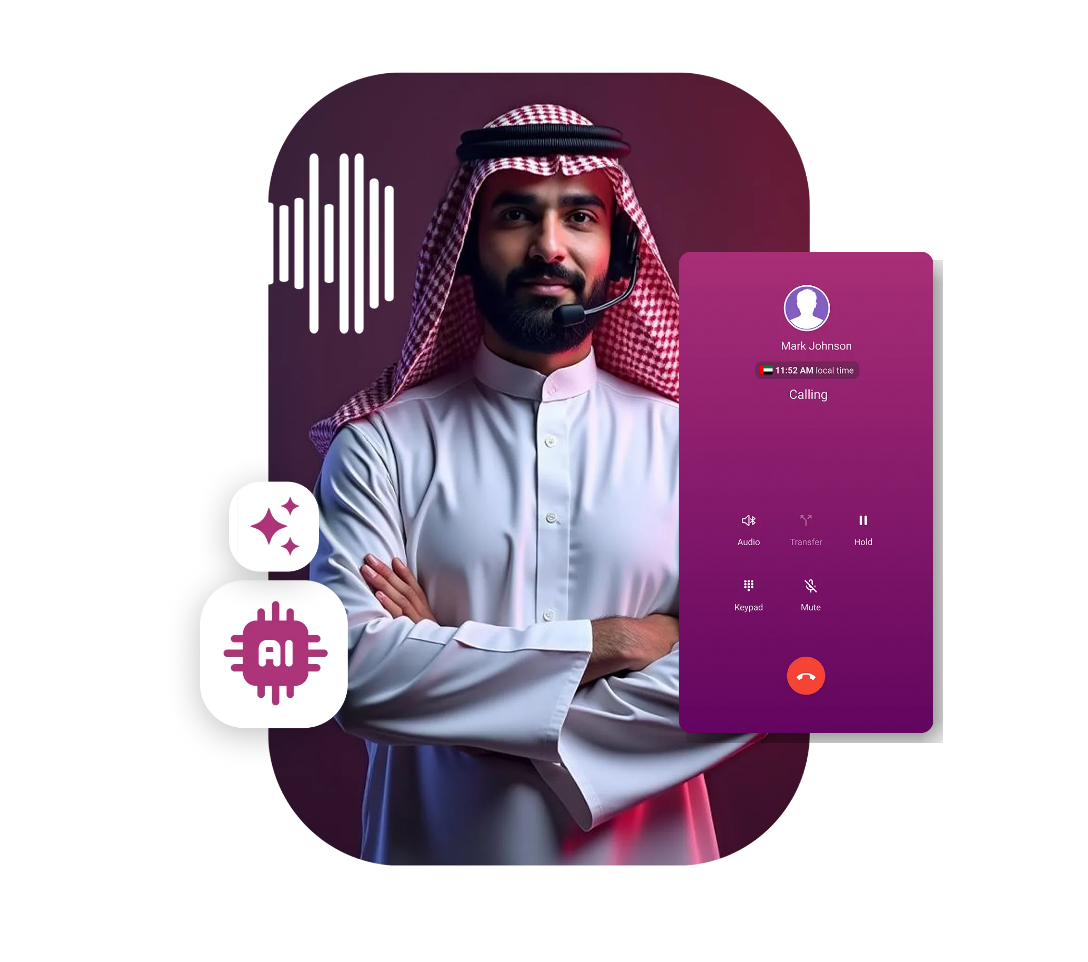 Mark Johnson
11:52 AM local time
Calling
Audio
Transfer
Hold
Keypad
Mute
AI